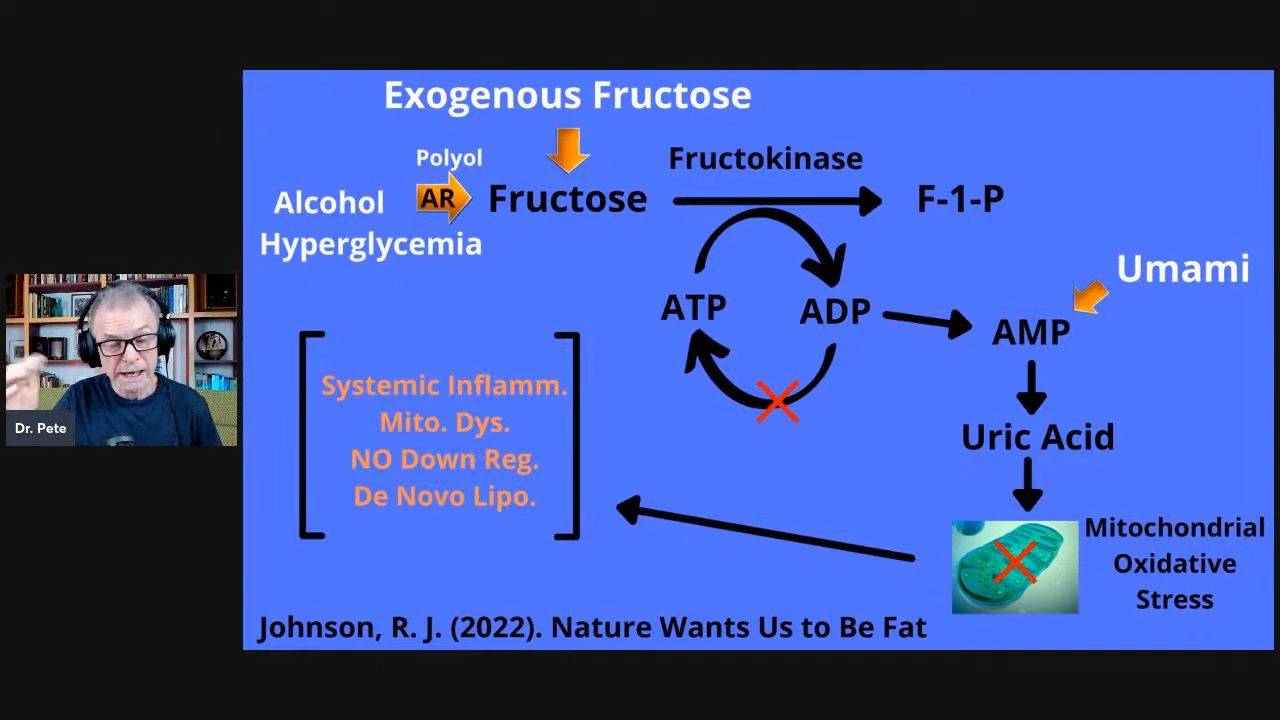 Exogenous Fructose
Polyol
Fructokinase
Alcohol
AR
Fructose
F-1-P
Hyperglycemia
Umami
ATP
ADP
AMP
Systemic Inflamm.
Mito. Dys.
NO Down Reg.
De Novo Lipo.
Uric Acid
Mitochondrial
Oxidative
Stress
Dr. Pete
Johnson, R. J. (2022). Nature Wants Us to Be Fat